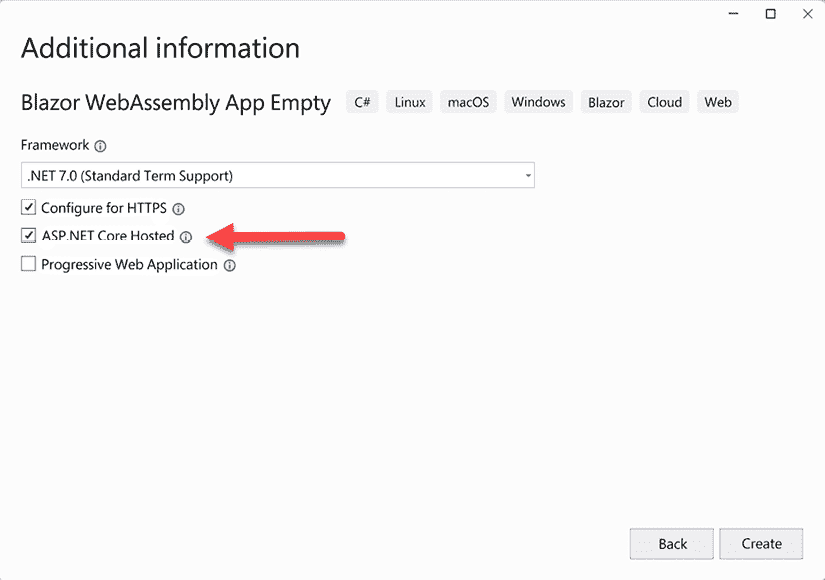 Additional information
Blazor WebAssembly App Empty C# Linux macOS Windows Blazor Cloud Web
Framework
.NET 7.0 (Standard Term Support)
Configure for HTTPS
ASP.NET Core Hosted
Progressive Web Application
Back Create